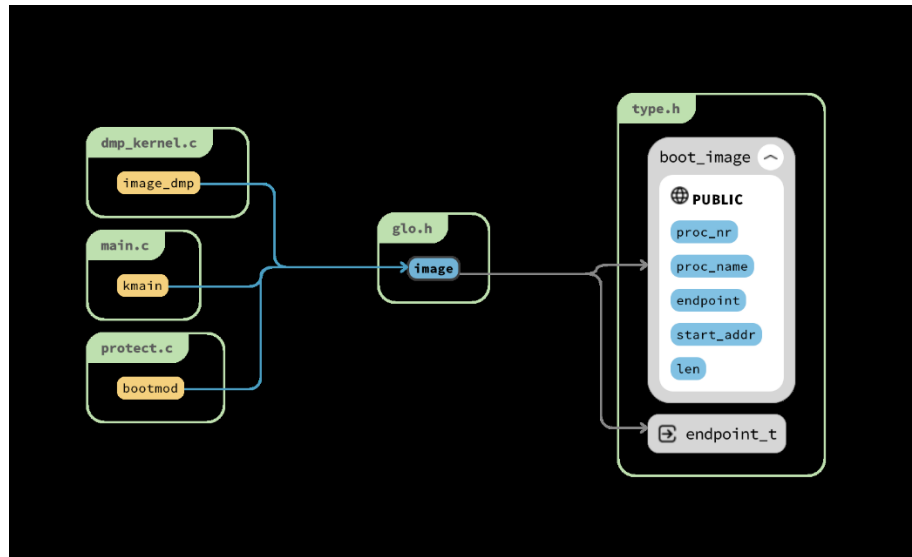 dmp_kernel.c
image_dmp
main.c
kmain
protect.c
bootmod
glo.h
image
type.h
boot_image
PUBLIC
proc_nr
proc_name
endpoint
start_addr
len
endpoint_t